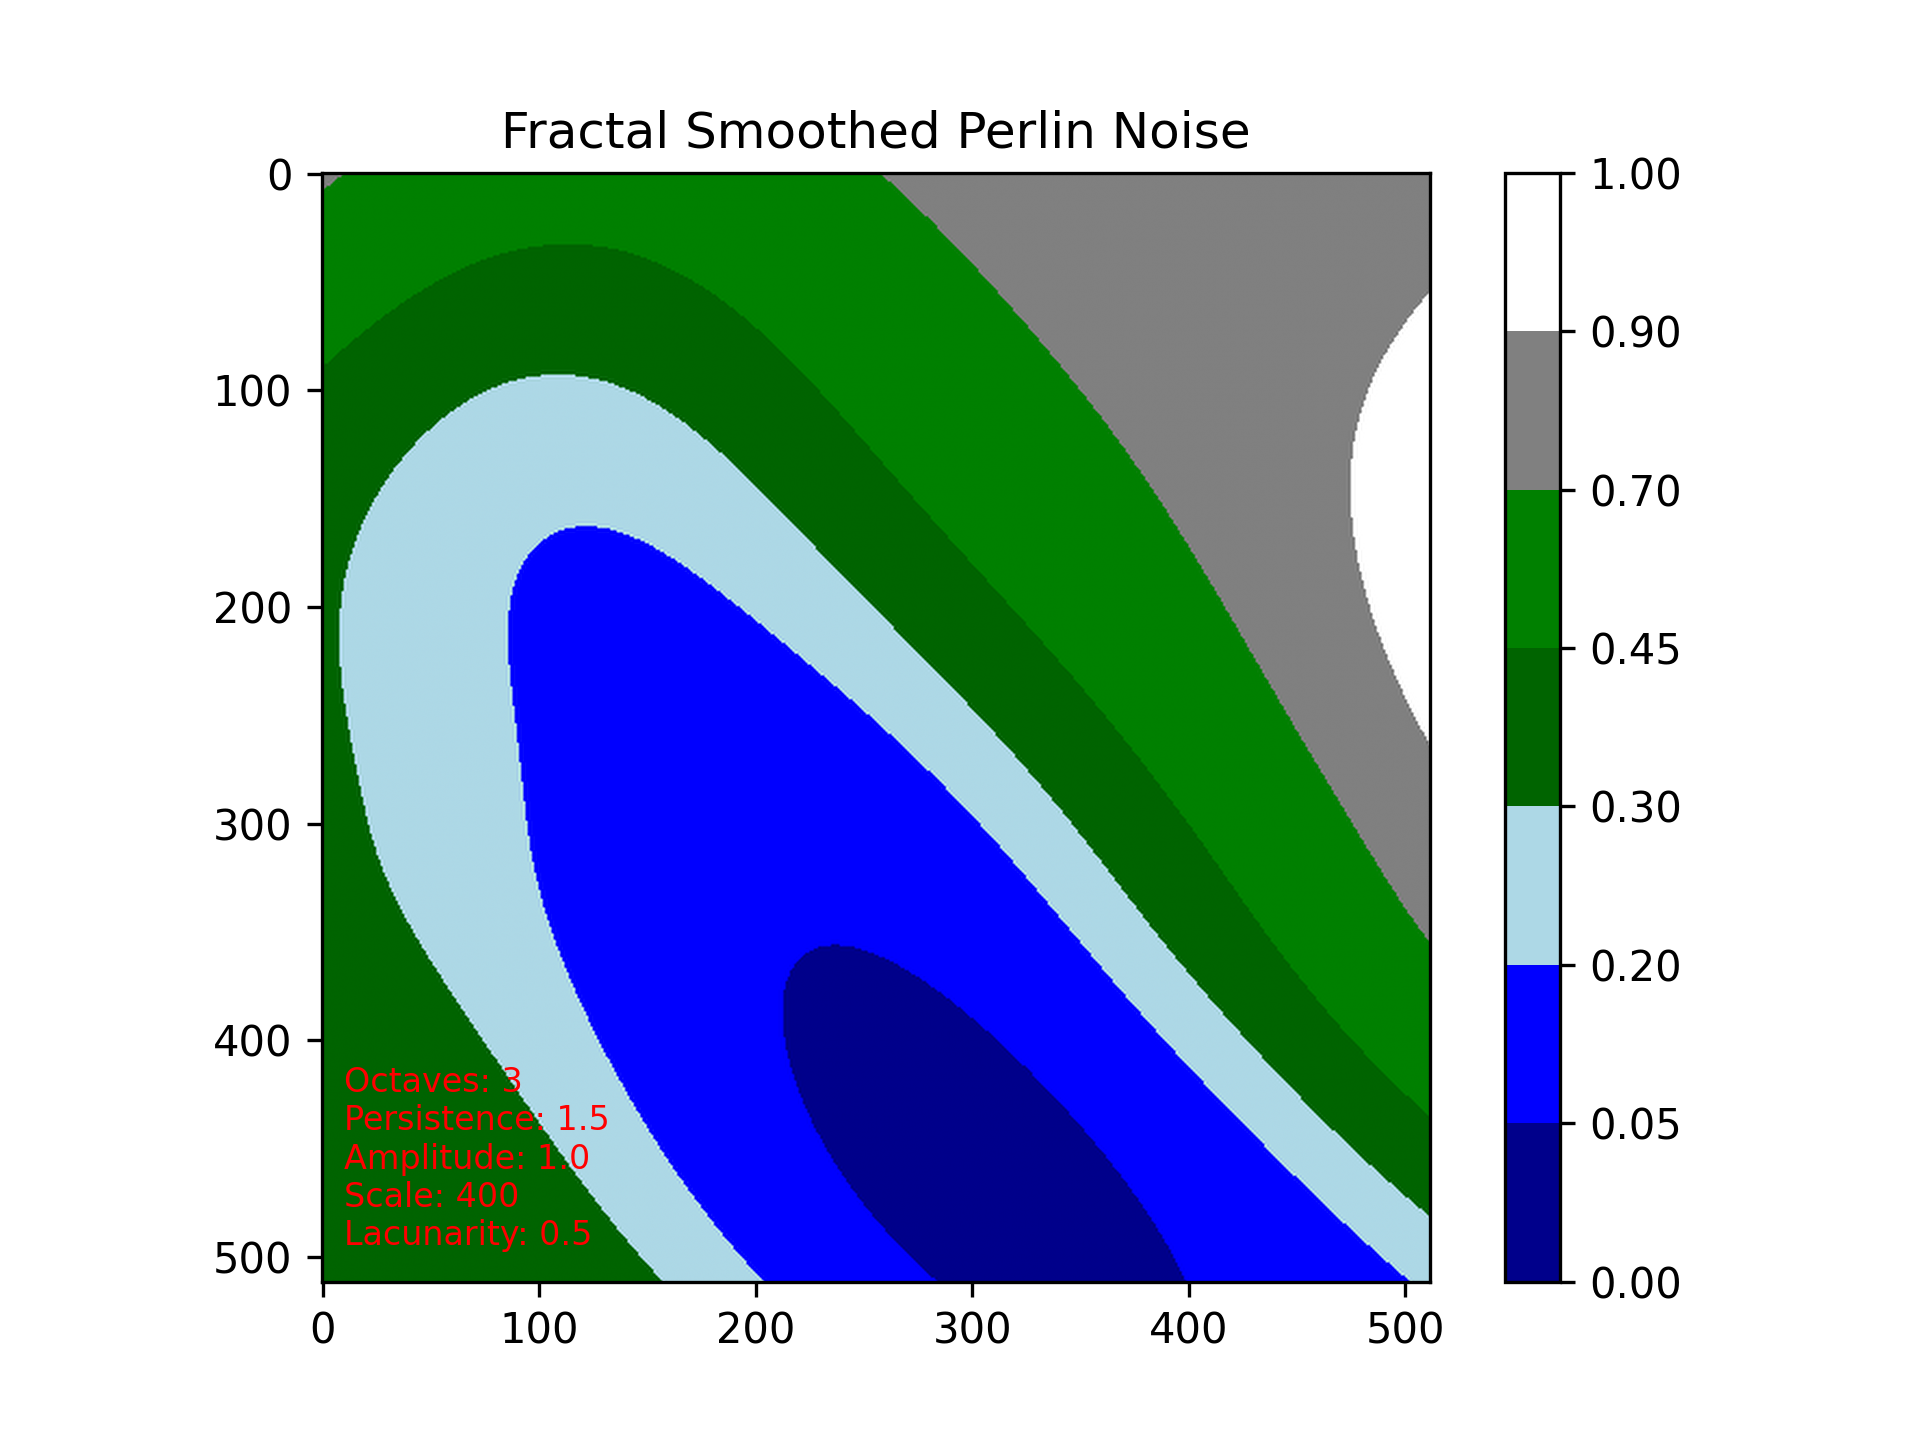 Fractal Smoothed Perlin Noise
0
100
200
300
400
500
0 100 200 300 400 500
Octaves: 3
Persistence: 1.5
Amplitude: 1.0
Scale: 400
Lacunarity: 0.5
1.00
0.90
0.70
0.45
0.30
0.20
0.05
0.00